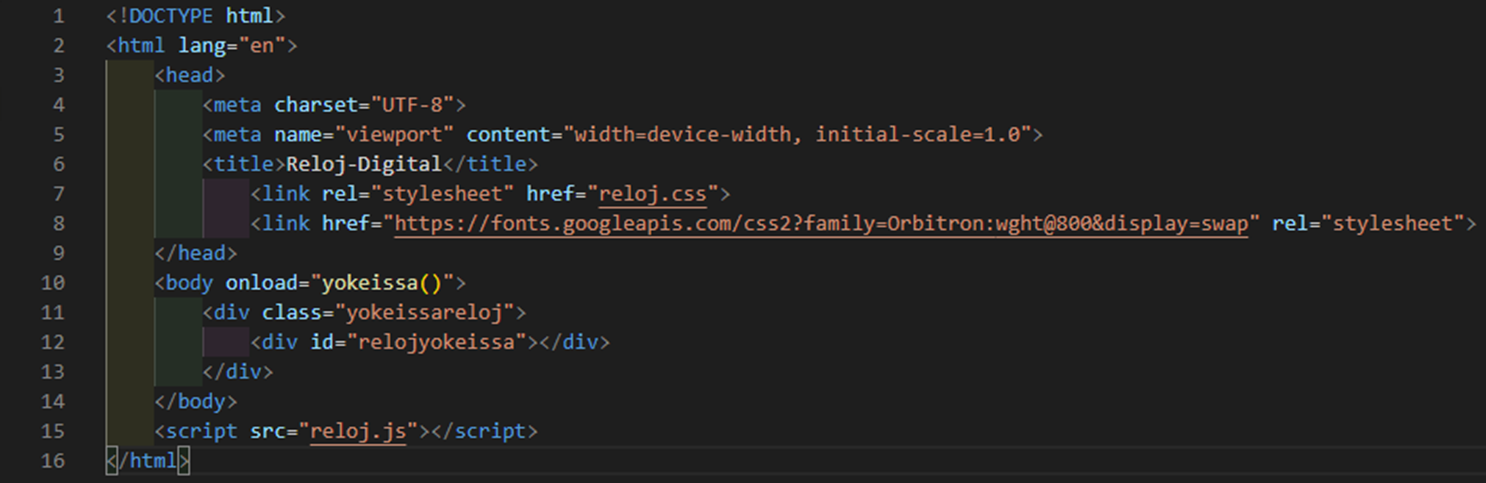 1 <!DOCTYPE html>
2 <html lang="en">
3 <head>
4 <meta charset="UTF-8">
5 <meta name="viewport" content="width=device-width, initial-scale=1.0">
6 <title>Reloj-Digital</title>
7 <link rel="stylesheet" href="reloj.css">
8 <link href="https://fonts.googleapis.com/css2?family=Orbitron:wght@800&display=swap" rel="stylesheet">
9 </head>
10 <body onload="yokeissa()">
11 <div class="yokeissareloj">
12 <div id="relojyokeissa"></div>
13 </div>
14 </body>
15 <script src="reloj.js"></script>
16 </html>